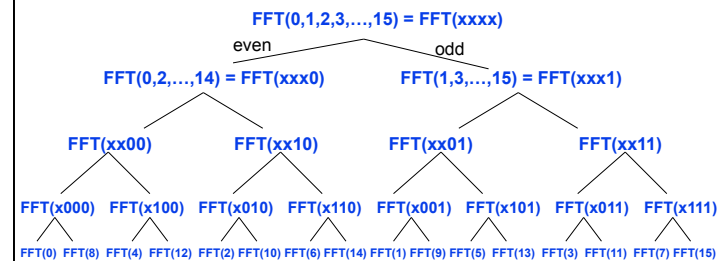 FFT(0,1,2,3,…,15) = FFT(xxxx)
even odd
FFT(0,2,…,14) = FFT(xxx0) FFT(1,3,…,15) = FFT(xxx1)
FFT(xx00) FFT(xx10) FFT(xx01) FFT(xx11)
FFT(x000) FFT(x100) FFT(x010) FFT(x110) FFT(x001) FFT(x101) FFT(x011) FFT(x111)
FFT(0) FFT(8) FFT(4) FFT(12) FFT(2) FFT(10) FFT(6) FFT(14) FFT(1) FFT(9) FFT(5) FFT(13) FFT(3) FFT(11) FFT(7) FFT(15)